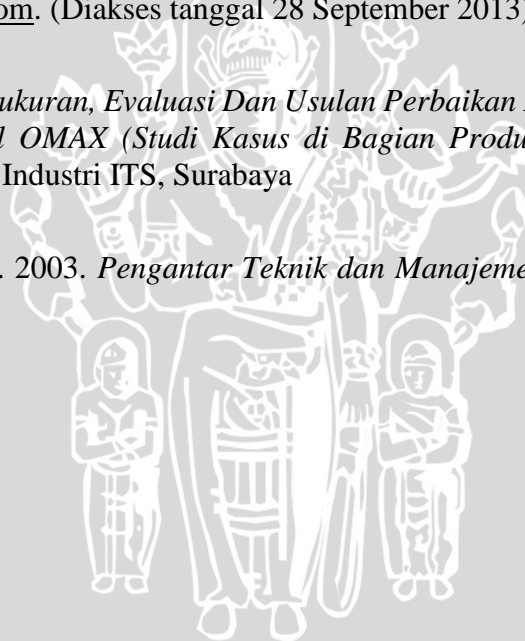 om. (Diakses tanggal 28 September 2013)
ukuran, Evaluasi Dan Usulan Perbaikan
OMAX (Studi Kasus di Bagian Produ
Industri ITS, Surabaya
. 2003. Pengantar Teknik dan Manajeme